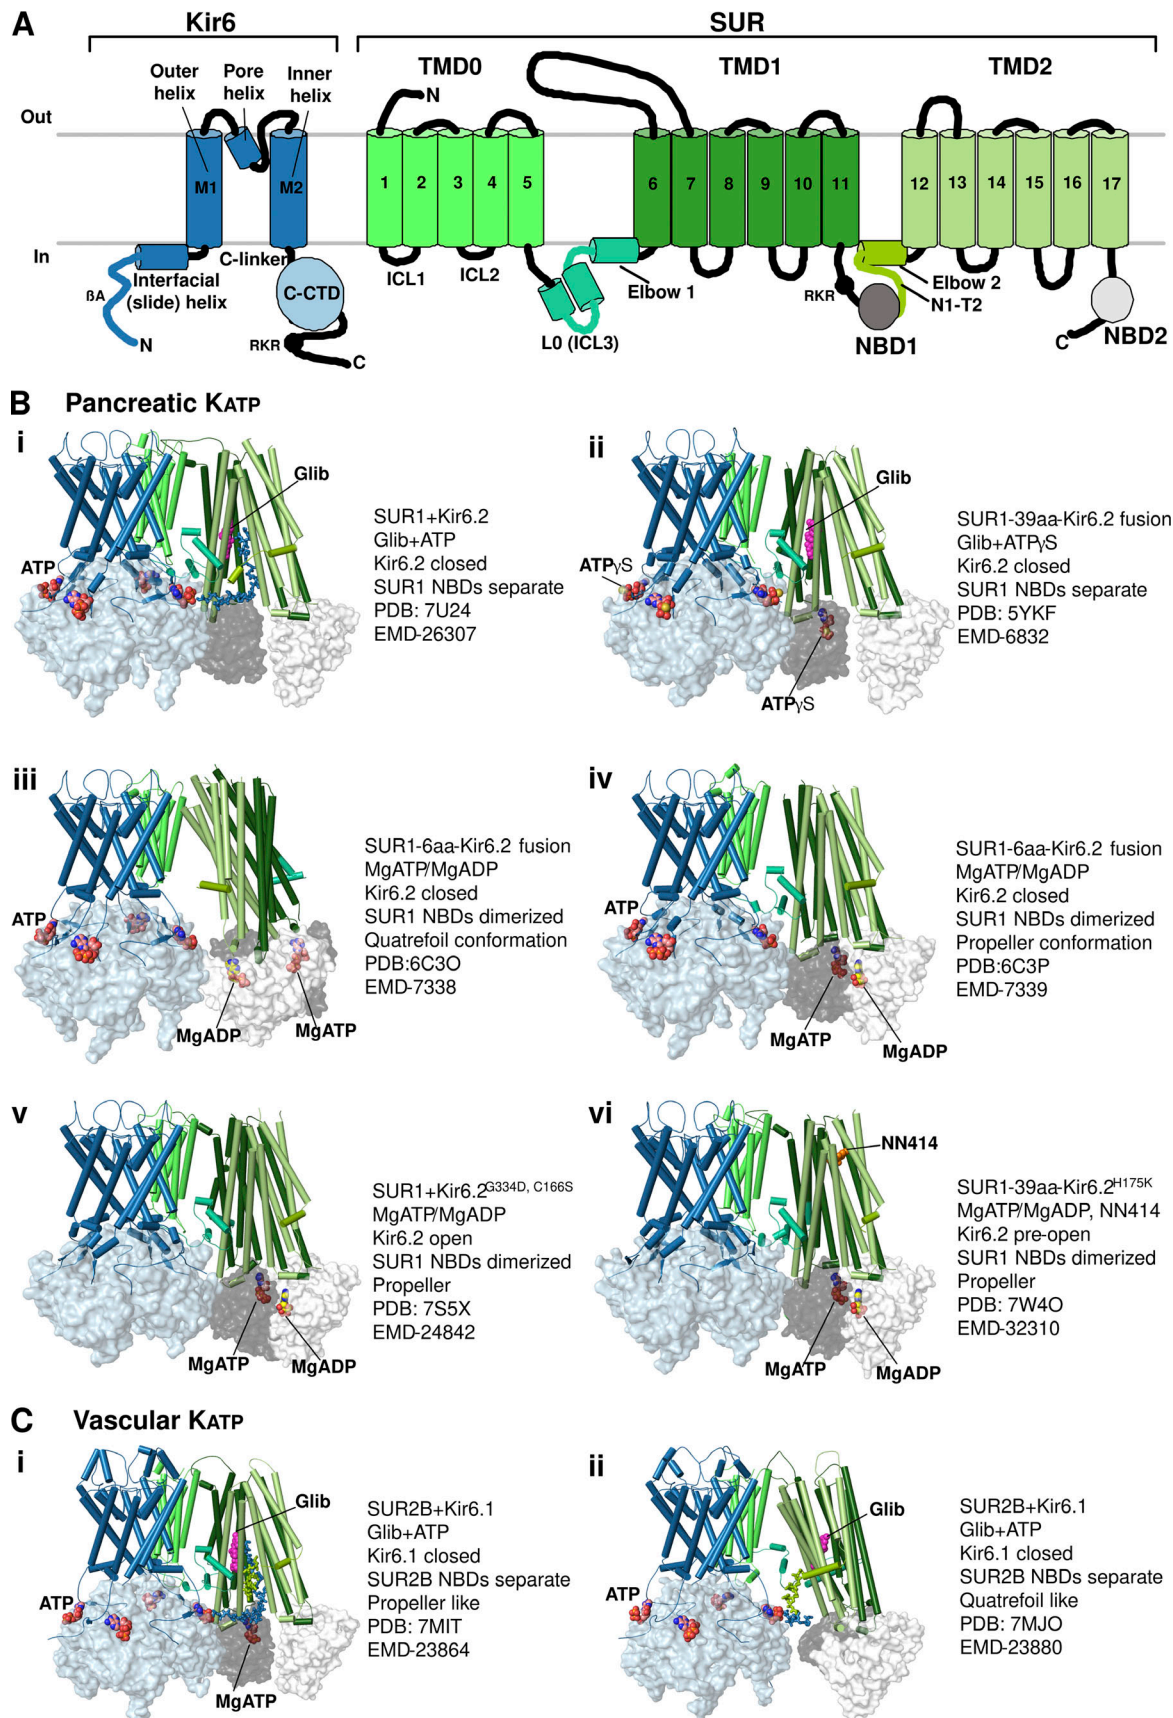 A
Kir6
SUR
Outer
helix
Pore
helix
Inner
helix
TMD0
TMD1
TMD2
N
Out
M1
M2
1
2
3
4
5
6
7
8
9
10
11
12
13
14
15
16
17
In
C-linker
Interfacial
(slide) helix
ICL1
ICL2
Elbow 1
Elbow 2
N1-T2
βA
C-CTD
RKR
N
RKR
C
L0 (ICL3)
NBD1
C
NBD2
B Pancreatic KATP
i
Glib
ATP
SUR1+Kir6.2
Glib+ATP
Kir6.2 closed
SUR1 NBDs separate
PDB: 7U24
EMD-26307
ii
Glib
ATPγS
ATPγS
SUR1-39aa-Kir6.2 fusion
Glib+ATPγS
Kir6.2 closed
SUR1 NBDs separate
PDB: 5YKF
EMD-6832
iii
ATP
MgADP
MgATP
SUR1-6aa-Kir6.2 fusion
MgATP/MgADP
Kir6.2 closed
SUR1 NBDs dimerized
Quatrefoil conformation
PDB:6C3O
EMD-7338
iv
ATP
MgATP
MgADP
SUR1-6aa-Kir6.2 fusion
MgATP/MgADP
Kir6.2 closed
SUR1 NBDs dimerized
Propeller conformation
PDB:6C3P
EMD-7339
v
MgATP
MgADP
SUR1+Kir6.2G334D, C166S
MgATP/MgADP
Kir6.2 open
SUR1 NBDs dimerized
Propeller
PDB: 7S5X
EMD-24842
vi
NN414
MgATP
MgADP
SUR1-39aa-Kir6.2H175K
MgATP/MgADP, NN414
Kir6.2 pre-open
SUR1 NBDs dimerized
Propeller
PDB: 7W4O
EMD-32310
C Vascular KATP
i
Glib
ATP
MgATP
SUR2B+Kir6.1
Glib+ATP
Kir6.1 closed
SUR2B NBDs separate
Propeller like
PDB: 7MIT
EMD-23864
ii
Glib
ATP
SUR2B+Kir6.1
Glib+ATP
Kir6.1 closed
SUR2B NBDs separate
Quatrefoil like
PDB: 7MJO
EMD-23880